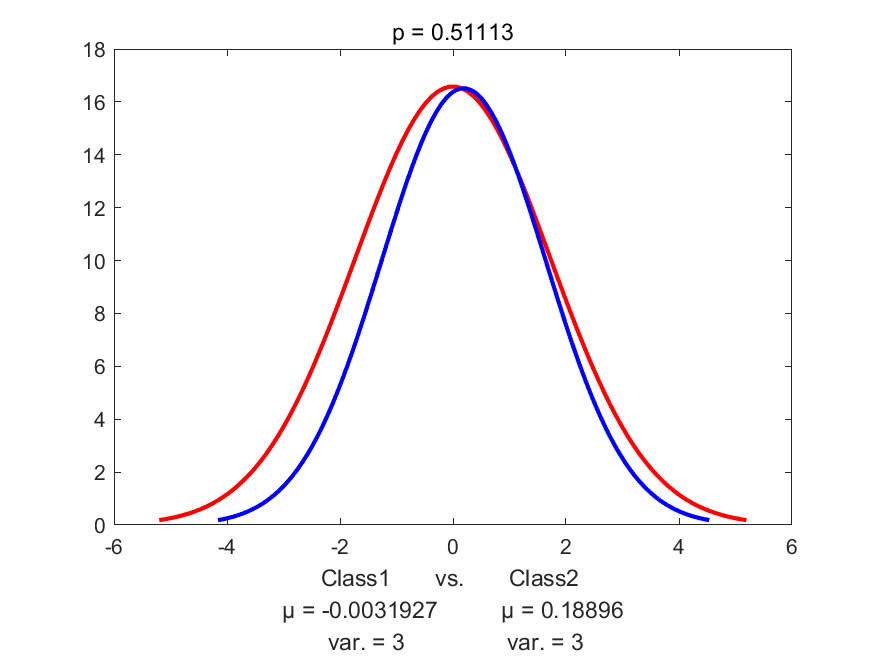 p = 0.51113
18
16
14
12
10
8
6
4
2
0
-6 -4 -2 0 2 4 6
Class1 vs. Class2
μ = -0.0031927 μ = 0.18896
var. = 3 var. = 3